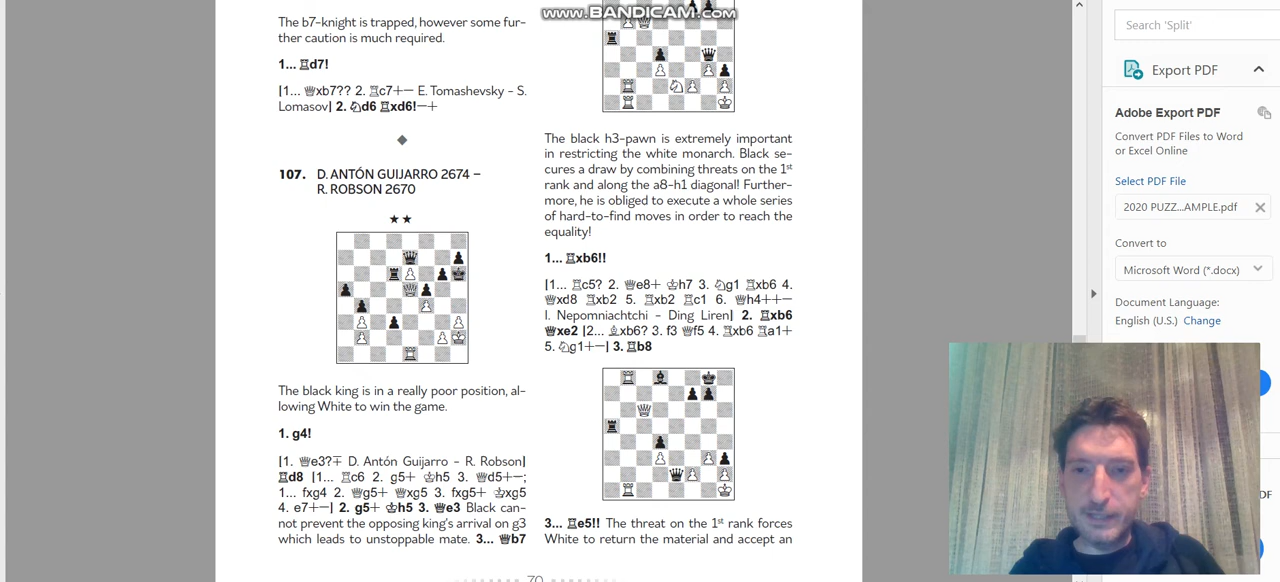 www.BANDICAM.com
The b7-knight is trapped, however some fur-
ther caution is much required.
1... ♖d7!
|1... ♕xb7?? 2. ♖c7+– E. Tomashevsky – S.
Lomasov| 2. ♘d6 ♖xd6!–+
◆
107. D. ANTÓN GUIJARRO 2674 –
R. ROBSON 2670
★★
The black king is in a really poor position, al-
lowing White to win the game.
1. g4!
|1. ♕e3?∓ D. Antón Guijarro – R. Robson|
♖d8 |1... ♖c6 2. g5+ ♔h5 3. ♕d5+–;
1... fxg4 2. ♕g5+ ♕xg5 3. fxg5+ ♔xg5
4. e7+–| 2. g5+ ♔h5 3. ♕e3 Black can-
not prevent the opposing king's arrival on g3
which leads to unstoppable mate. 3... ♕b7
The black h3-pawn is extremely important
in restricting the white monarch. Black se-
cures a draw by combining threats on the 1st
rank and along the a8-h1 diagonal! Further-
more, he is obliged to execute a whole series
of hard-to-find moves in order to reach the
equality!
1... ♖xb6!!
|1... ♖c5? 2. ♕e8+ ♔h7 3. ♘g1 ♖xb6 4.
♕xd8 ♖xb2 5. ♖xb2 ♖c1 6. ♕h4++–
I. Nepomniachtchi – Ding Liren| 2. ♖xb6
♕xe2 |2... ♗xb6? 3. f3 ♕f5 4. ♖xb6 ♖a1+
5. ♘g1+–| 3. ♖b8
3... ♖e5!! The threat on the 1st rank forces
White to return the material and accept an
70
Search 'Split'
Export PDF
Adobe Export PDF
Convert PDF Files to Word
or Excel Online
Select PDF File
2020 PUZZ...AMPLE.pdf
Convert to
Microsoft Word (*.docx)
Document Language:
English (U.S.) Change